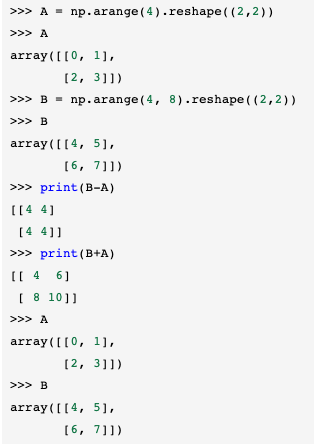 >>> A = np.arange(4).reshape((2,2))
>>> A
array([[0, 1],
       [2, 3]])
>>> B = np.arange(4, 8).reshape((2,2))
>>> B
array([[4, 5],
       [6, 7]])
>>> print(B-A)
[[4 4]
 [4 4]]
>>> print(B+A)
[[ 4  6]
 [ 8 10]]
>>> A
array([[0, 1],
       [2, 3]])
>>> B
array([[4, 5],
       [6, 7]])